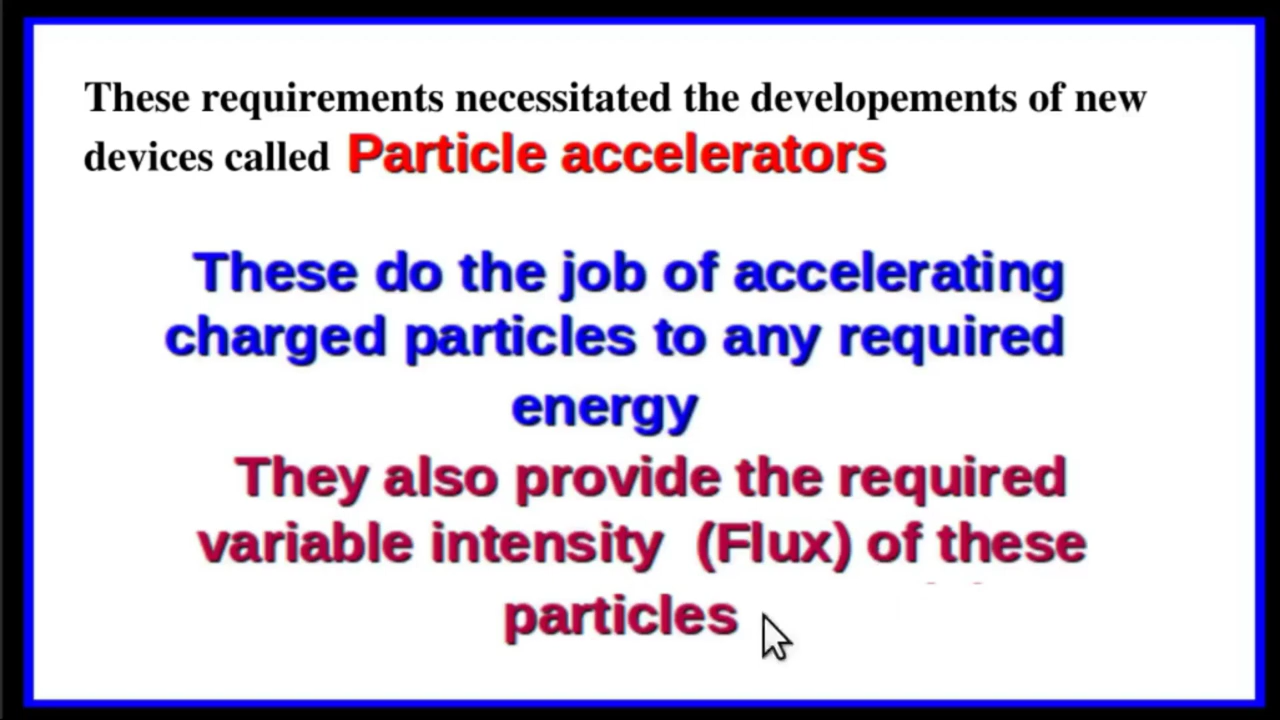 These requirements necessitated the developements of new
devices called Particle accelerators
These do the job of accelerating
charged particles to any required
energy
They also provide the required
variable intensity (Flux) of these
particles